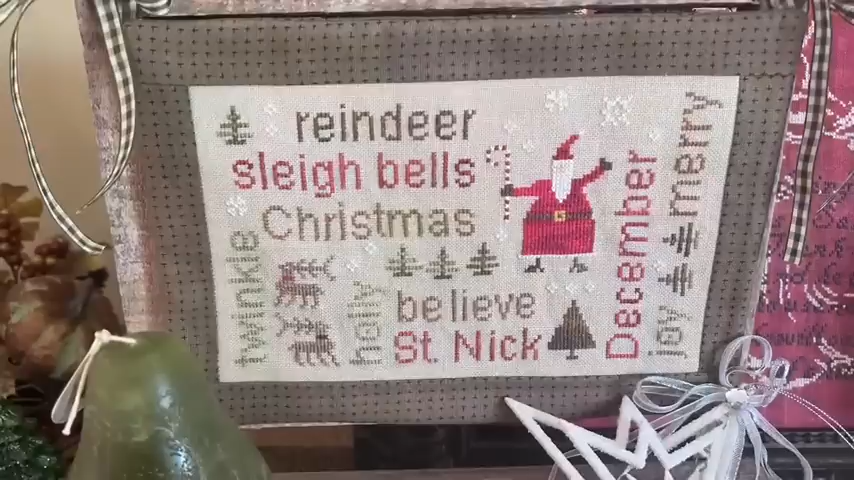 reindeer
sleigh bells
Christmas
twinkle
holly
believe
St. Nick
December
merry
joy